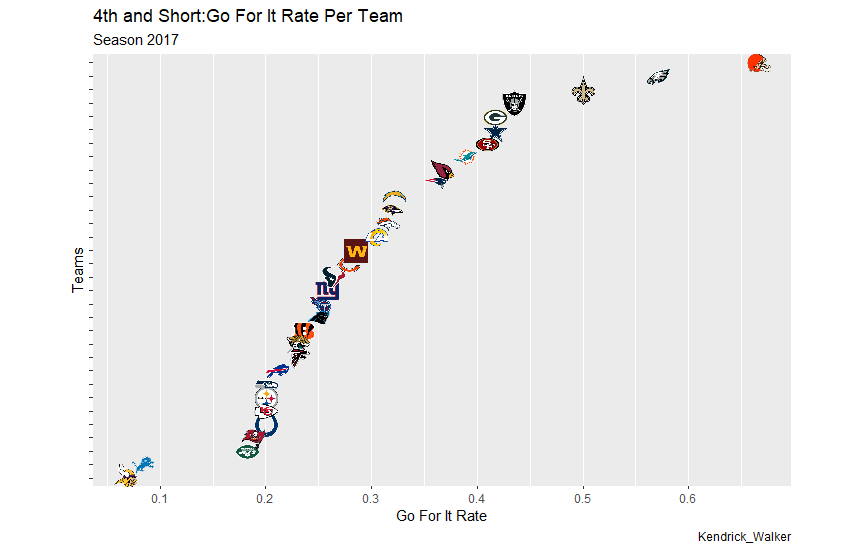 4th and Short:Go For It Rate Per Team
Season 2017
Teams
W
0.1 0.2 0.3 0.4 0.5 0.6
Go For It Rate
Kendrick_Walker